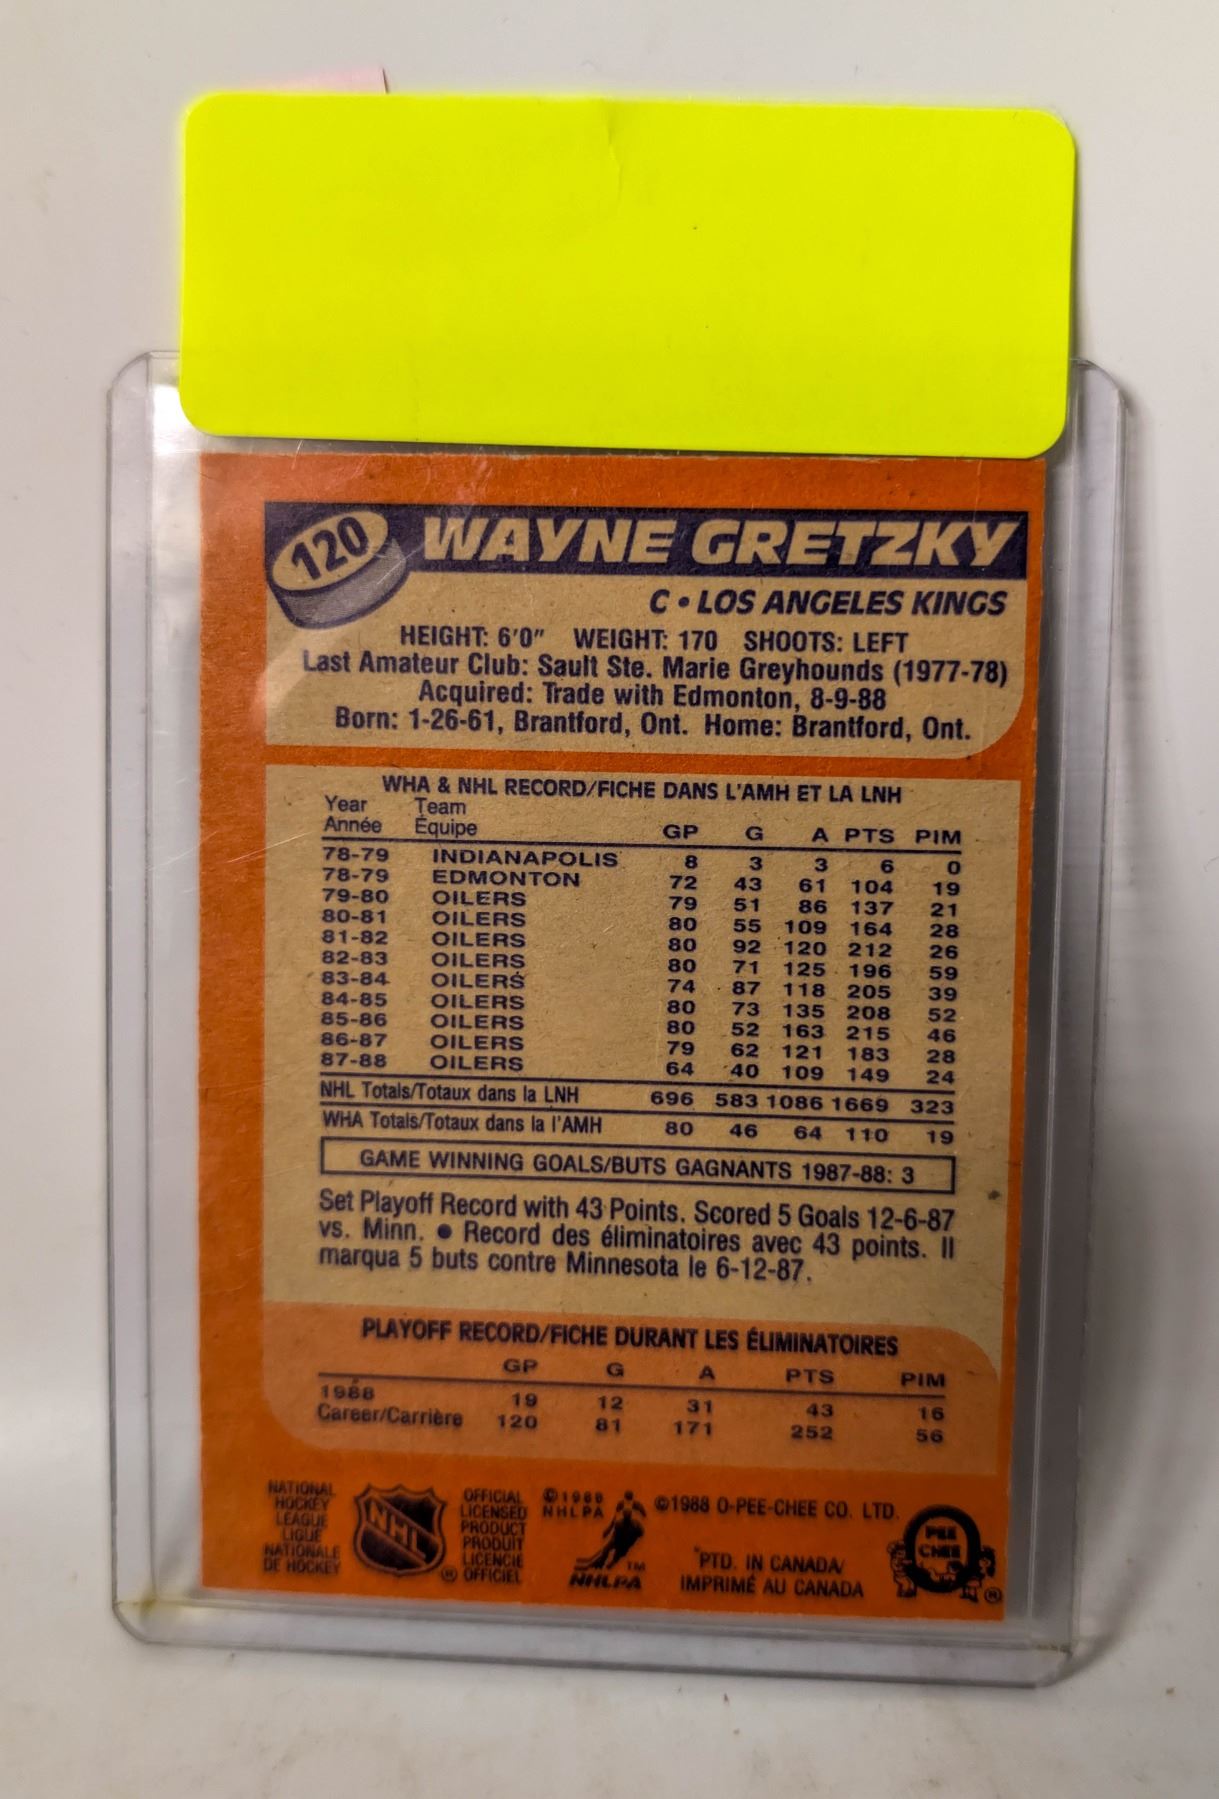 120 WAYNE GRETZKY
C • LOS ANGELES KINGS
HEIGHT: 6'0" WEIGHT: 170 SHOOTS: LEFT
Last Amateur Club: Sault Ste. Marie Greyhounds (1977-78)
Acquired: Trade with Edmonton, 8-9-88
Born: 1-26-61, Brantford, Ont. Home: Brantford, Ont.
WHA & NHL RECORD/FICHE DANS L'AMH ET LA LNH
Year Team
Année Équipe GP G A PTS PIM
78-79 INDIANAPOLIS 8 3 3 6 0
78-79 EDMONTON 72 43 61 104 19
79-80 OILERS 79 51 86 137 21
80-81 OILERS 80 55 109 164 28
81-82 OILERS 80 92 120 212 26
82-83 OILERS 80 71 125 196 59
83-84 OILERS 74 87 118 205 39
84-85 OILERS 80 73 135 208 52
85-86 OILERS 80 52 163 215 46
86-87 OILERS 79 62 121 183 28
87-88 OILERS 64 40 109 149 24
NHL Totals/Totaux dans la LNH 696 583 1086 1669 323
WHA Totals/Totaux dans la l'AMH 80 46 64 110 19
GAME WINNING GOALS/BUTS GAGNANTS 1987-88: 3
Set Playoff Record with 43 Points. Scored 5 Goals 12-6-87
vs. Minn. • Record des éliminatoires avec 43 points. Il
marqua 5 buts contre Minnesota le 6-12-87.
PLAYOFF RECORD/FICHE DURANT LES ÉLIMINATOIRES
GP G A PTS PIM
1988 19 12 31 43 16
Career/Carrière 120 81 171 252 56
NATIONAL
HOCKEY
LEAGUE
LIGUE
NATIONALE
DE HOCKEY
NHL
®
OFFICIAL
LICENSED
PRODUCT
PRODUIT
LICENCIE
OFFICIEL
©1988
NHLPA
TM
NHLPA
©1988 O-PEE-CHEE CO. LTD.
*PTD. IN CANADA/
IMPRIMÉ AU CANADA
PEE
CHEE
®